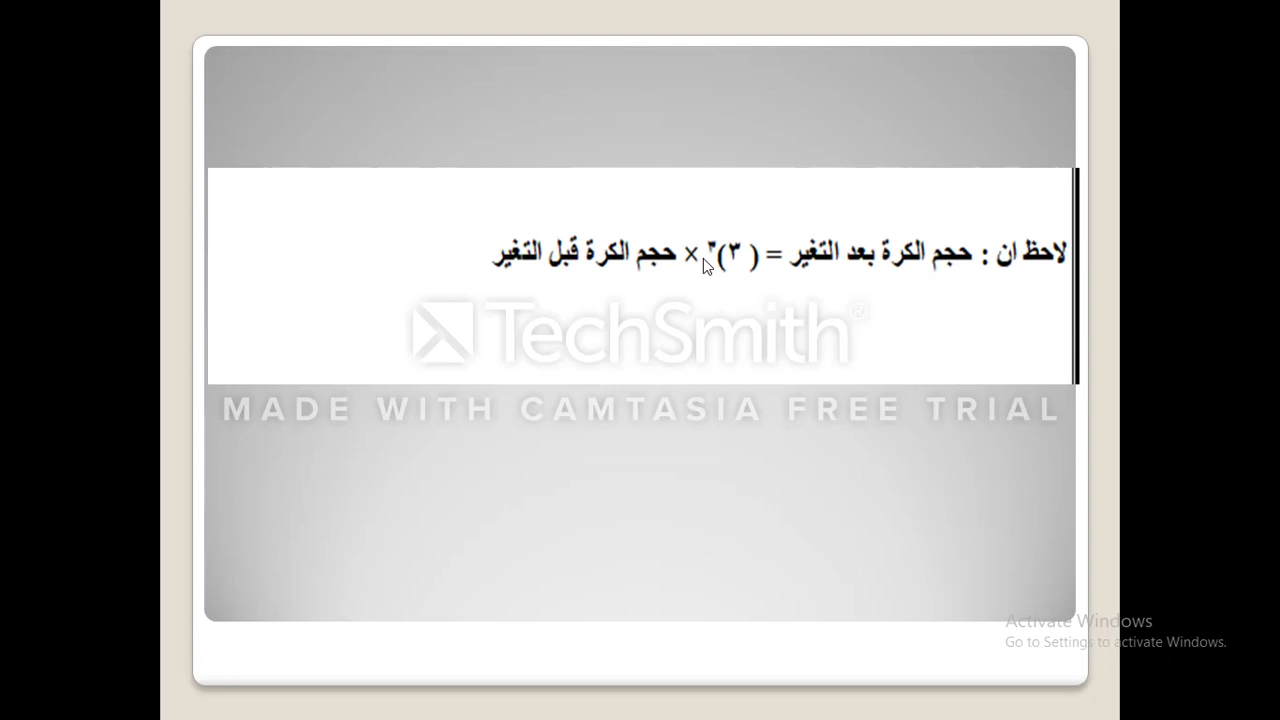 لاحظ ان : حجم الكرة بعد التغير = ( ٣)³ × حجم الكرة قبل التغير
TechSmith®
MADE WITH CAMTASIA FREE TRIAL
Activate Windows
Go to Settings to activate Windows.